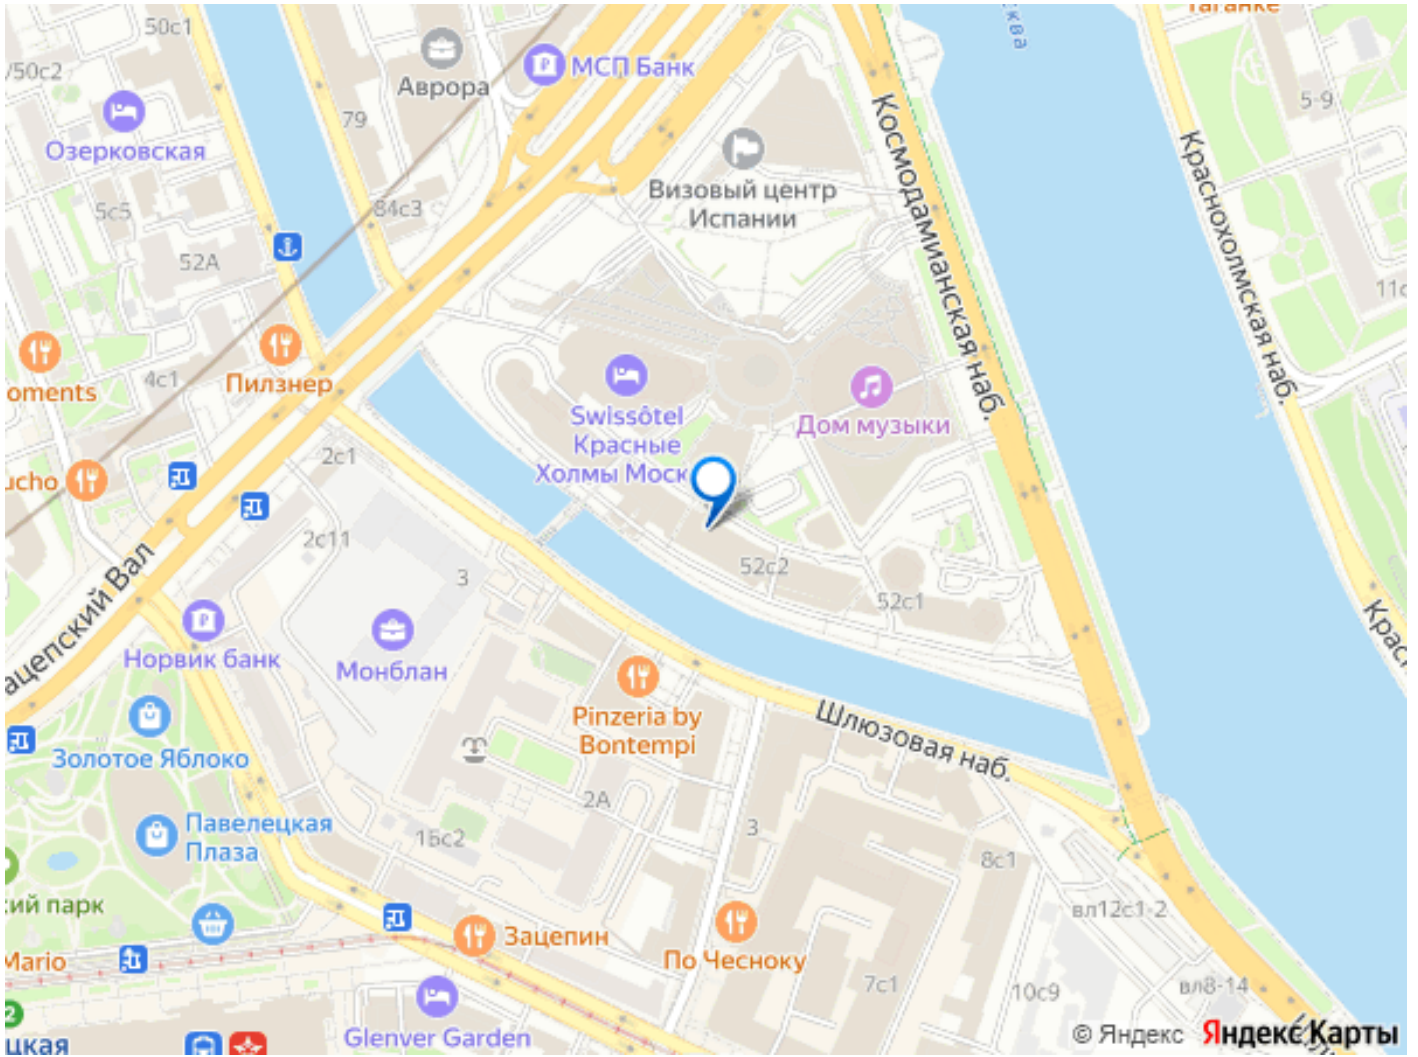 50с1
/50с2
Аврора
МСП Банк
Таганке
5-9
79
Озерковская
5с5
84с3
52А
Визовый центр
Испании
Космодамианская наб.
Краснохолмская наб.
Пилзнер
4с1
oments
Swissôtel
Красные
Холмы Моск
Дом музыки
ucho
2с1
2с11
3
52с2
52с1
ацепский Вал
Норвик банк
Монблан
Pinzeria by
Bontempi
Шлюзовая наб.
Золотое Яблоко
Павелецкая
Плаза
2А
1Бс2
3
8с1
вл12с1-2
ий парк
Mario
Зацепин
По Чесноку
7с1
10с9
вл8-14
Glenver Garden
2
цкая
© Яндекс Яндекс Карты